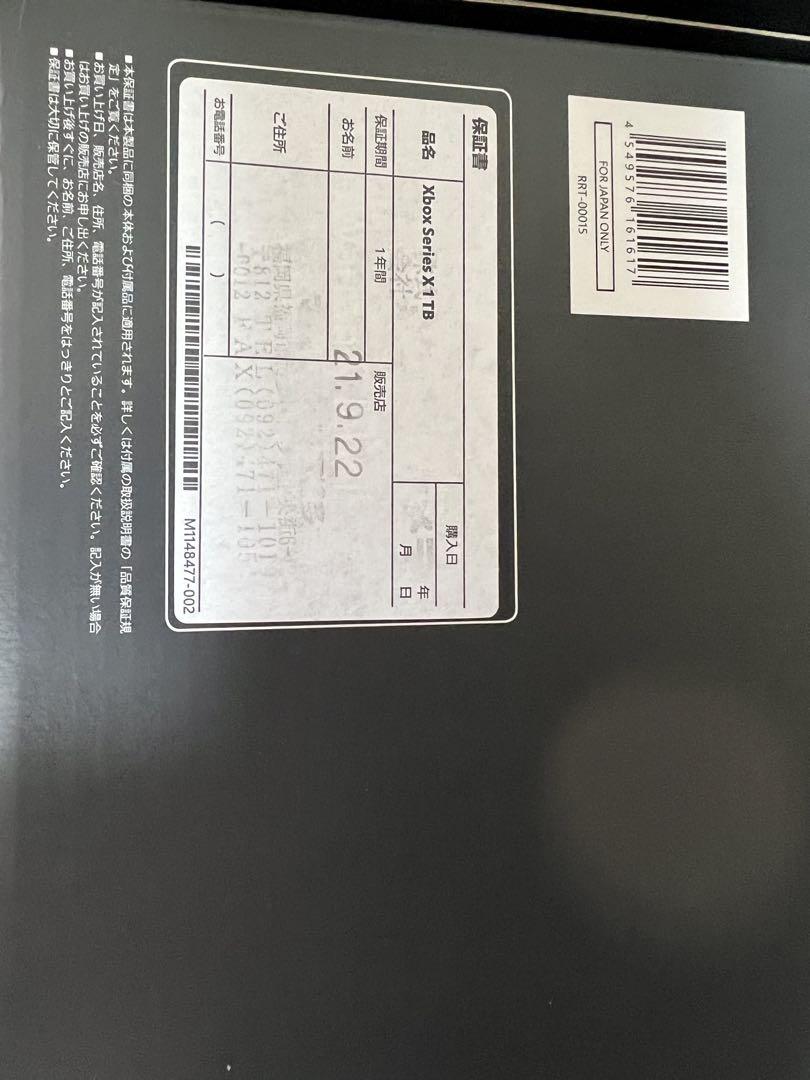 4 549576 161617
FOR JAPAN ONLY
RRT-00015
保証書
品名 Xbox Series X 1 TB
購入日 年 月 日
保証期間 1年間
販売店
お名前
21.9.22
ご住所
福岡県
〒812 TEL(092)
-0012 FAX(092)
お電話番号 ( )
M1148477-002
■本保証書は本製品に同梱の本体および付属品に適用されます。詳しくは付属の取扱説明書の「品質保証規
定」をご覧ください。
■お買い上げ日、販売店名、住所、電話番号が記入されていることを必ずご確認ください。記入が無い場合
はお買い上げの販売店にお申し出ください。
■お買い上げ後すぐに、お名前、ご住所、電話番号をはっきりとご記入ください。
■保証書は大切に保管してください。